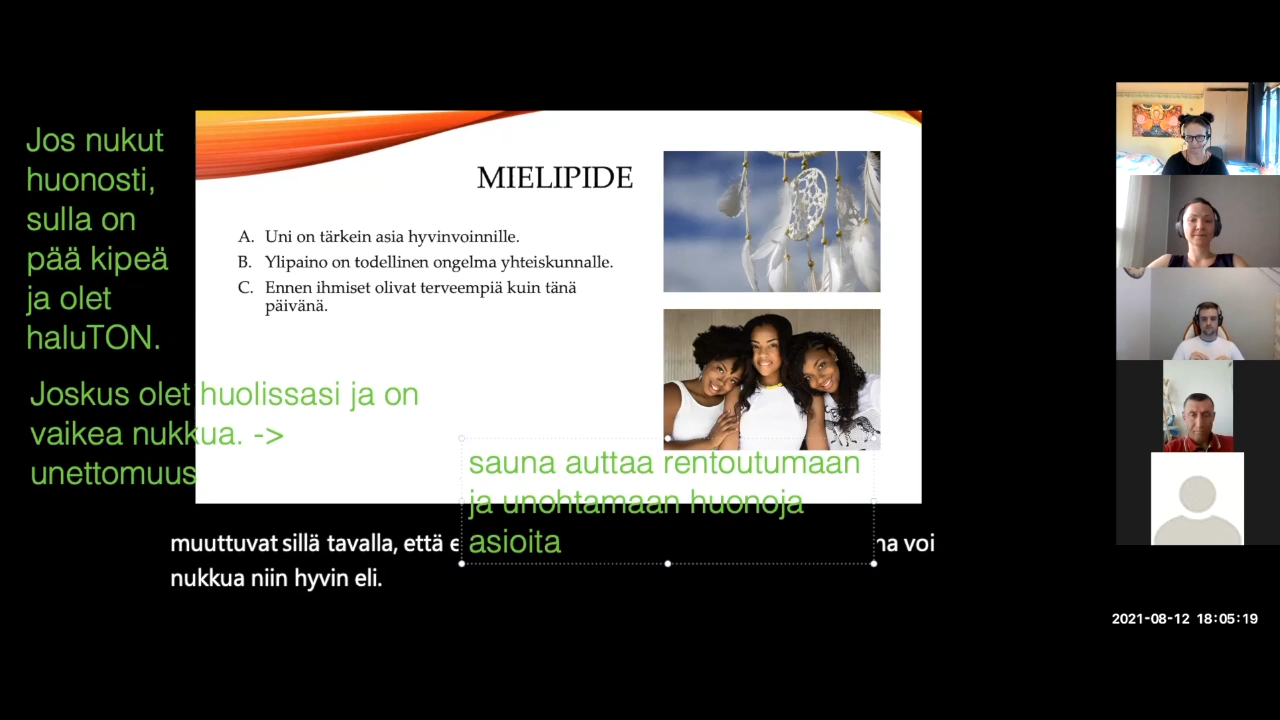 Jos nukut
huonosti,
sulla on
pää kipeä
ja olet
haluTON.
MIELIPIDE
A. Uni on tärkein asia hyvinvoinnille.
B. Ylipaino on todellinen ongelma yhteiskunnalle.
C. Ennen ihmiset olivat terveempiä kuin tänä
päivänä.
Joskus olet huolissasi ja on
vaikea nukkua. ->
unettomuus
sauna auttaa rentoutumaan
ja unohtamaan huonoja
asioita
muuttuvat sillä tavalla, että voi
nukkua niin hyvin eli.
2021-08-12 18:05:19